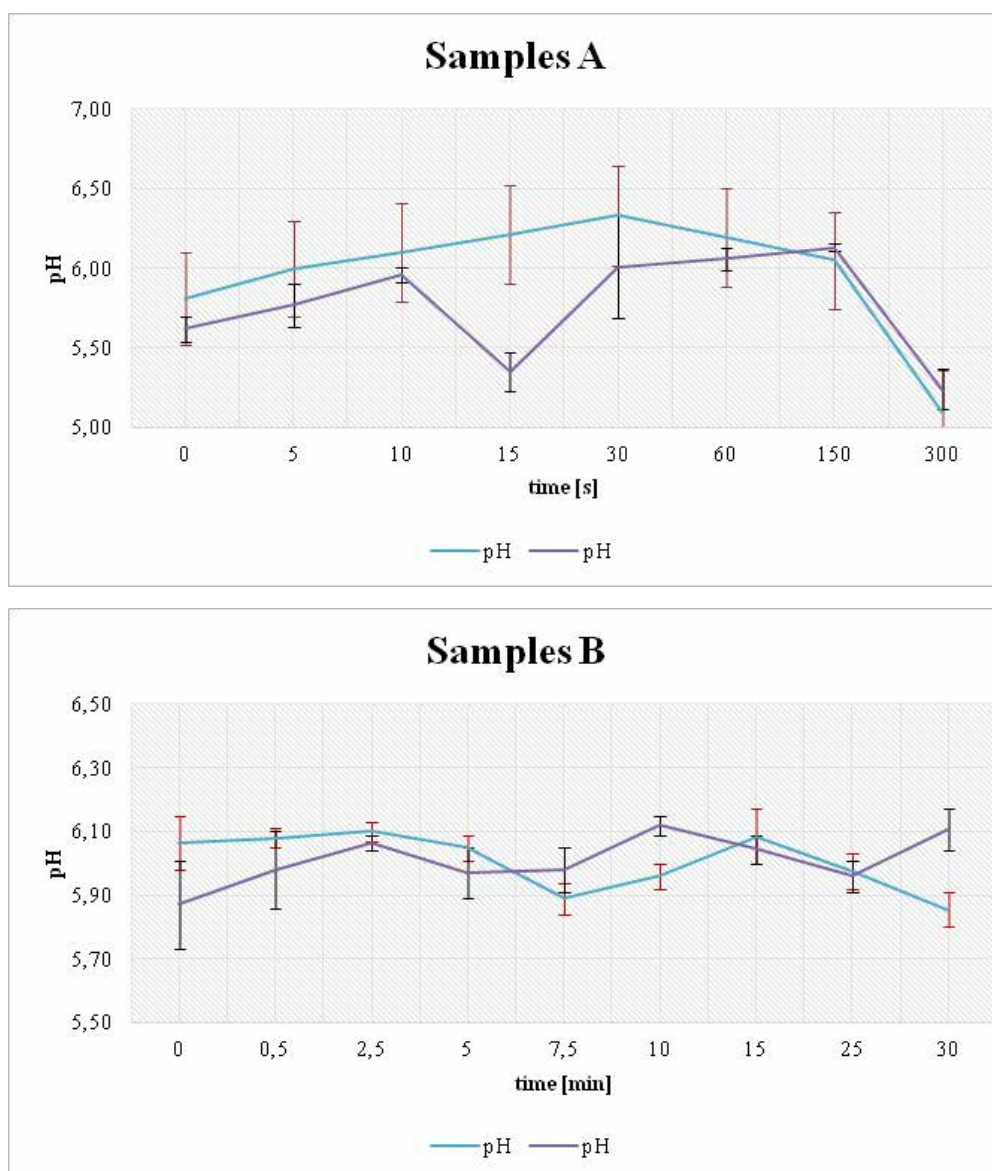 Samples A
7,00
6,50
6,00
5,50
5,00
pH
0 5 10 15 30 60 150 300
time [s]
pH pH
Samples B
6,50
6,30
6,10
5,90
5,70
5,50
pH
0 0,5 2,5 5 7,5 10 15 25 30
time [min]
pH pH